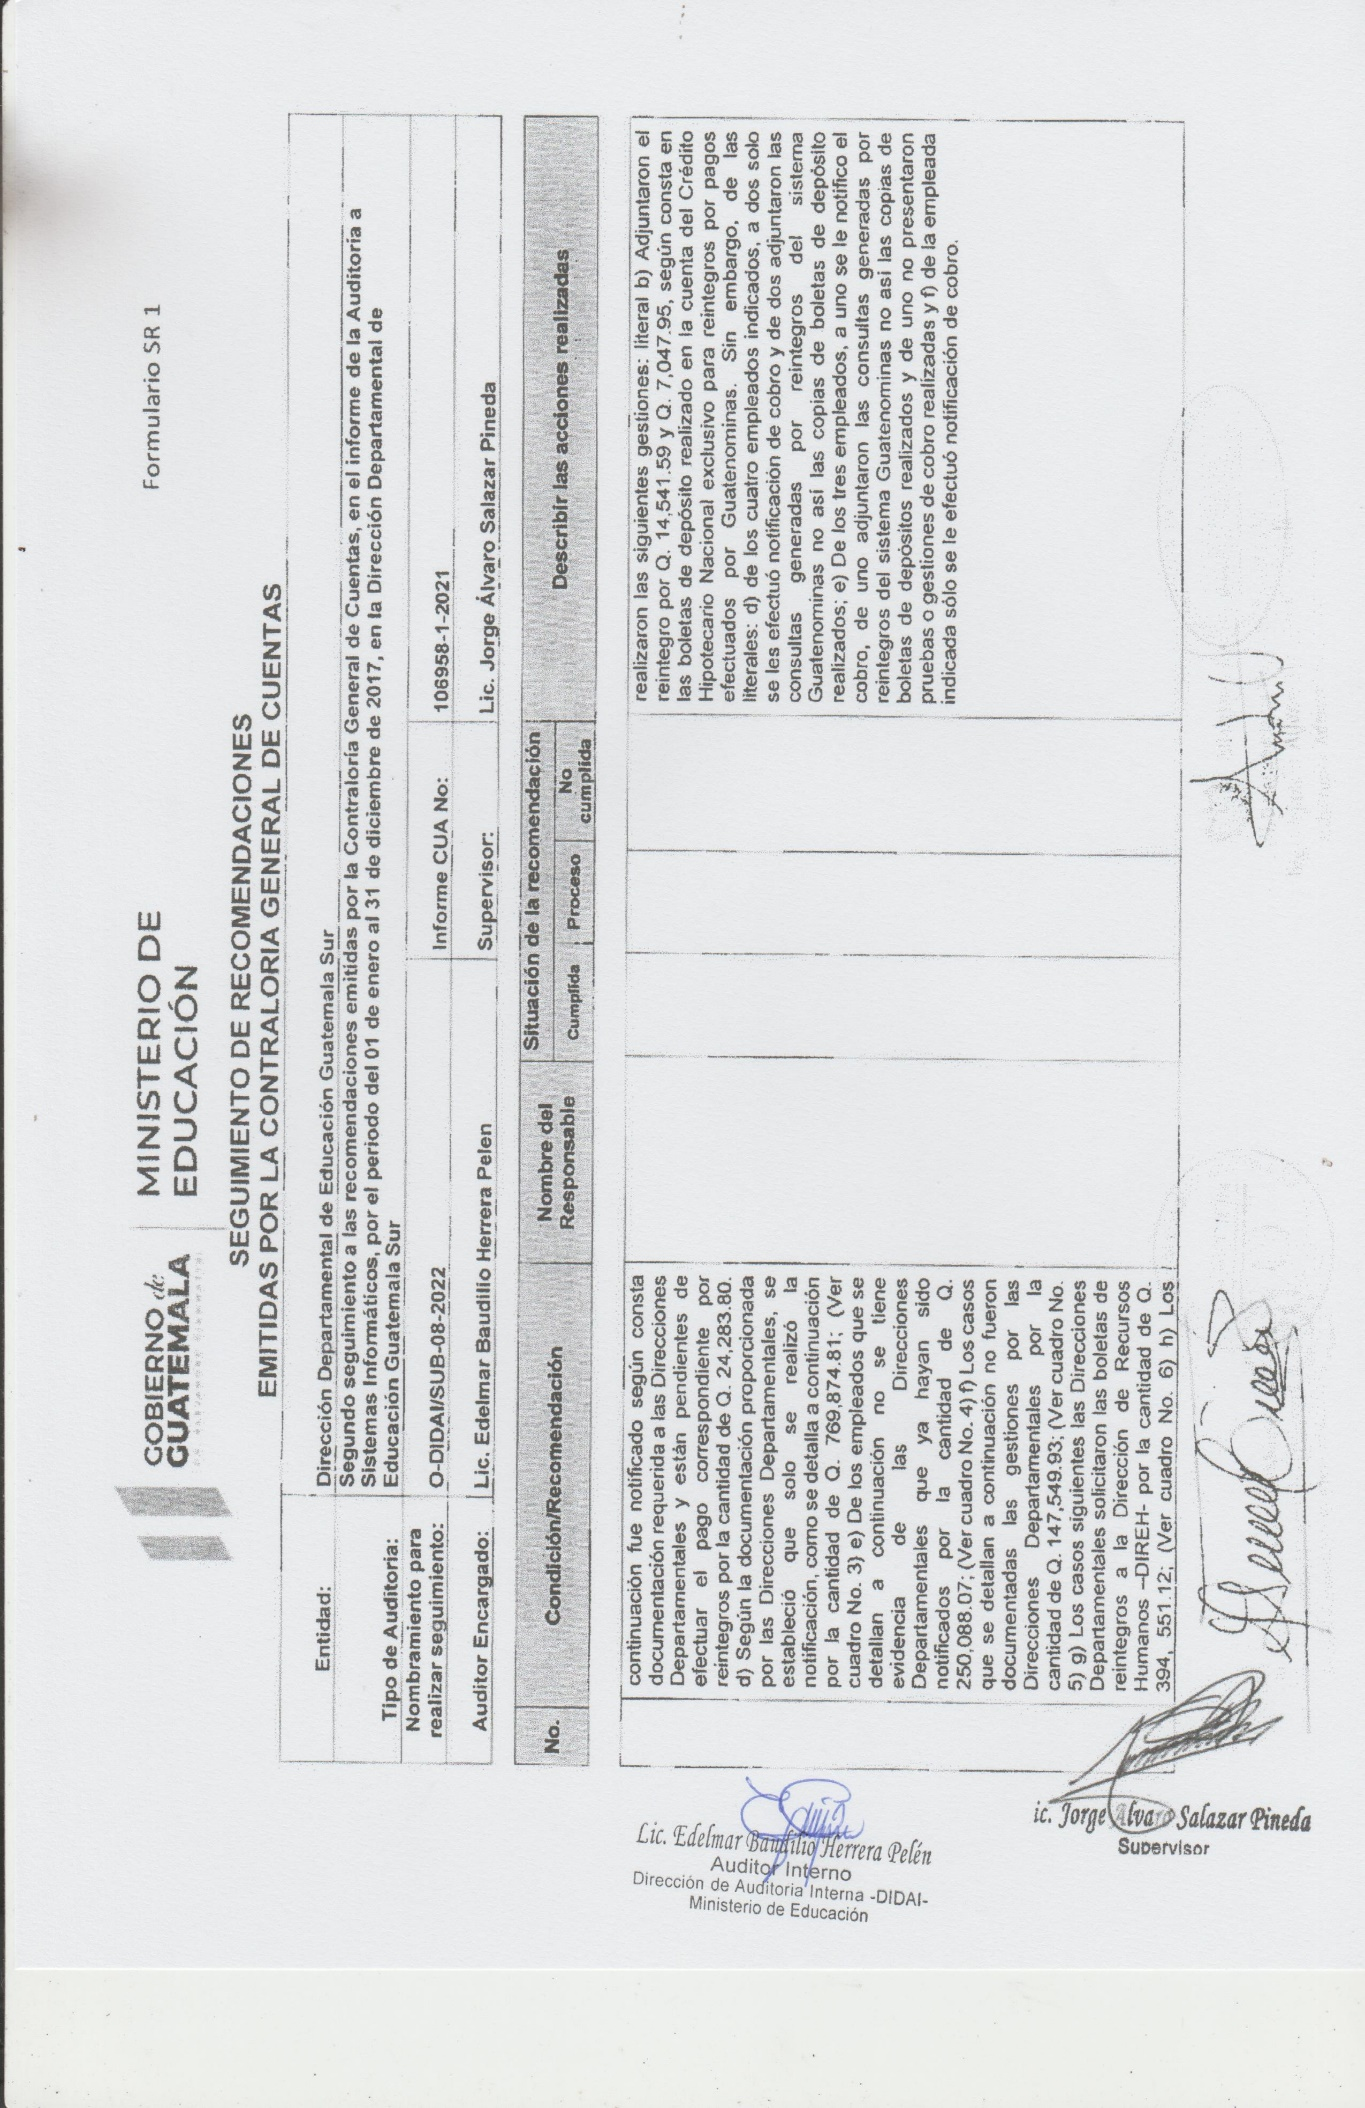 Formulario SR 1
GOBIERNO de
GUATEMALA
MINISTERIO DE
EDUCACIÓN
SEGUIMIENTO DE RECOMENDACIONES
EMITIDAS POR LA CONTRALORIA GENERAL DE CUENTAS
Entidad: Dirección Departamental de Educación Guatemala Sur
Tipo de Auditoria: Segundo seguimiento a las recomendaciones emitidas por la Contraloría General de Cuentas, en el informe de la Auditoría a
Sistemas Informáticos, por el periodo del 01 de enero al 31 de diciembre de 2017, en la Dirección Departamental de
Educación Guatemala Sur
Nombramiento para
realizar seguimiento: O-DIDAI/SUB-08-2022 Informe CUA No: 106958-1-2021
Auditor Encargado: Lic. Edelmar Baudilio Herrera Pelen Supervisor: Lic. Jorge Álvaro Salazar Pineda
No. Condición/Recomendación Nombre del
Responsable Situación de la recomendación
Cumplida Proceso No
cumplida Describir las acciones realizadas
continuación fue notificado según consta
documentación requerida a las Direcciones
Departamentales y están pendientes de
efectuar el pago correspondiente por
reintegros por la cantidad de Q. 24,283.80.
d) Según la documentación proporcionada
por las Direcciones Departamentales, se
estableció que solo se realizó la
notificación, como se detalla a continuación
por la cantidad de Q. 769,874.81; (Ver
cuadro No. 3) e) De los empleados que se
detallan a continuación no se tiene
evidencia de las Direcciones
Departamentales que ya hayan sido
notificados por la cantidad de Q.
250,088.07; (Ver cuadro No. 4) f) Los casos
que se detallan a continuación no fueron
documentadas las gestiones por las
Direcciones Departamentales por la
cantidad de Q. 147,549.93; (Ver cuadro No.
5) g) Los casos siguientes las Direcciones
Departamentales solicitaron las boletas de
reintegros a la Dirección de Recursos
Humanos –DIREH- por la cantidad de Q.
394, 551.12; (Ver cuadro No. 6) h) Los
realizaron las siguientes gestiones: literal b) Adjuntaron el
reintegro por Q. 14,541.59 y Q. 7,047.95, según consta en
las boletas de depósito realizado en la cuenta del Crédito
Hipotecario Nacional exclusivo para reintegros por pagos
efectuados por Guatenominas. Sin embargo, de las
literales: d) de los cuatro empleados indicados, a dos solo
se les efectuó notificación de cobro y de dos adjuntaron las
consultas generadas por reintegros del sistema
Guatenominas no así las copias de boletas de depósito
realizados; e) De los tres empleados, a uno se le notifico el
cobro, de uno adjuntaron las consultas generadas por
reintegros del sistema Guatenominas no así las copias de
boletas de depósitos realizados y de uno no presentaron
pruebas o gestiones de cobro realizadas y f) de la empleada
indicada sólo se le efectuó notificación de cobro.
Lic. Edelmar Baudilio Herrera Pelén
Auditor Interno
Dirección de Auditoria Interna -DIDAI-
Ministerio de Educación
ic. Jorge Alvaro Salazar Pineda
Supervisor